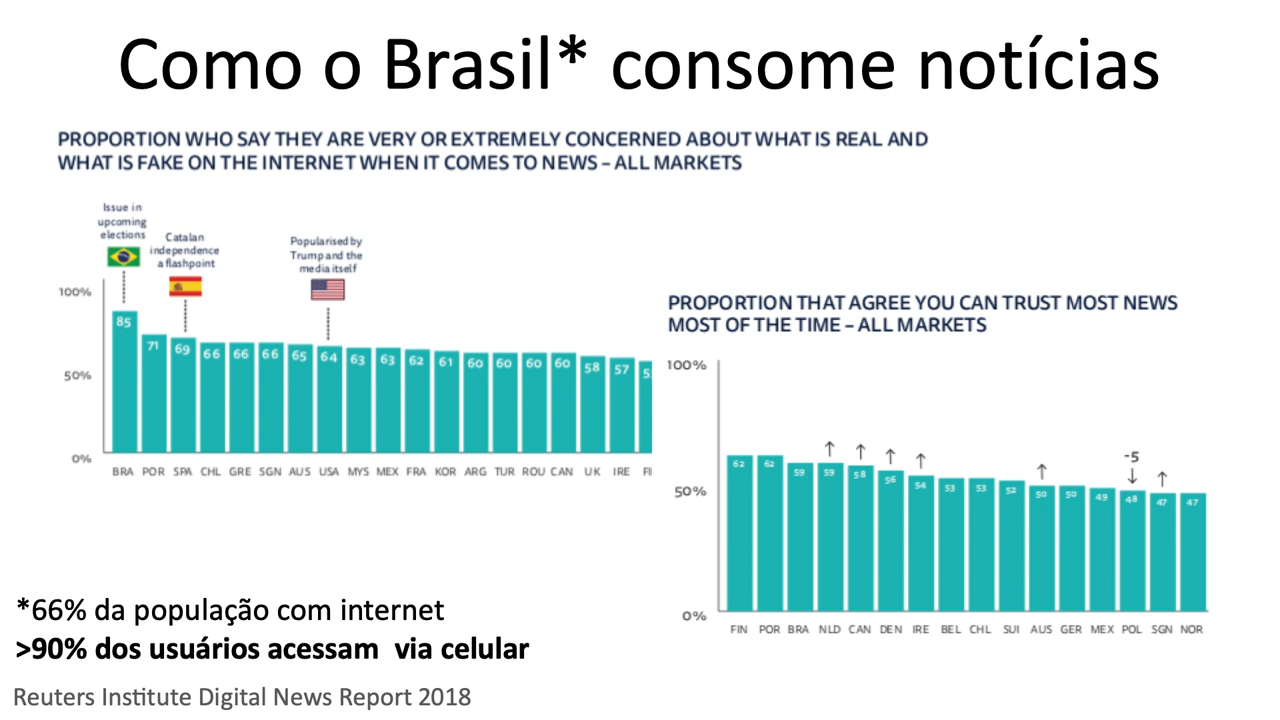 Como o Brasil* consome notícias
PROPORTION WHO SAY THEY ARE VERY OR EXTREMELY CONCERNED ABOUT WHAT IS REAL AND
WHAT IS FAKE ON THE INTERNET WHEN IT COMES TO NEWS – ALL MARKETS
Issue in
upcoming
elections
Catalan
independence
a flashpoint
Popularised by
Trump and the
media itself
100%
50%
0%
85 71 69 66 66 66 65 64 63 63 62 61 60 60 60 60 58 57 5
BRA POR SPA CHL GRE SGN AUS USA MYS MEX FRA KOR ARG TUR ROU CAN UK IRE FI
PROPORTION THAT AGREE YOU CAN TRUST MOST NEWS
MOST OF THE TIME – ALL MARKETS
100%
50%
0%
-5
62 62 59 59 58 56 54 53 53 52 50 50 49 48 47 47
FIN POR BRA NLD CAN DEN IRE BEL CHL SUI AUS GER MEX POL SGN NOR
*66% da população com internet
>90% dos usuários acessam via celular
Reuters Institute Digital News Report 2018